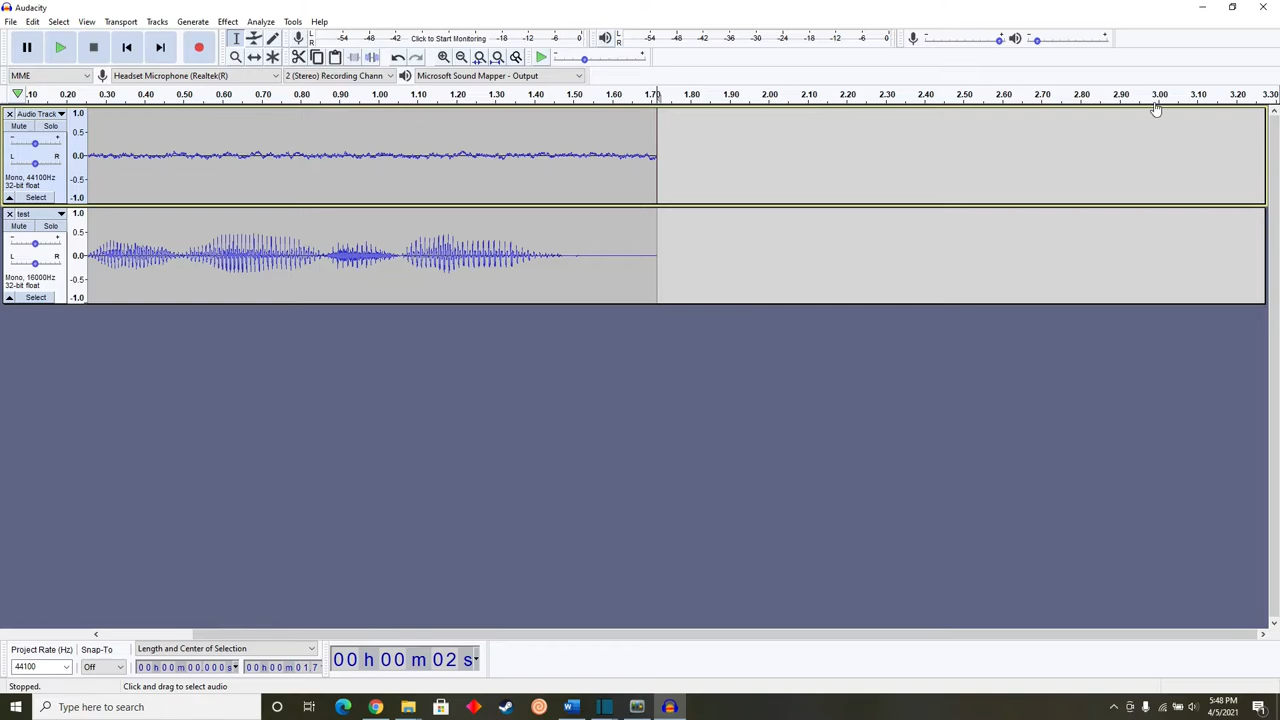 Audacity
File Edit Select View Transport Tracks Generate Effect Analyze Tools Help
L R -54 -48 -42 Click to Start Monitoring -18 -12 -6 0 L R -54 -48 -42 -36 -30 -24 -18 -12 -6 0
MME Headset Microphone (Realtek(R) 2 (Stereo) Recording Chann Microsoft Sound Mapper - Output
.10 0.20 0.30 0.40 0.50 0.60 0.70 0.80 0.90 1.00 1.10 1.20 1.30 1.40 1.50 1.60 1.70 1.80 1.90 2.00 2.10 2.20 2.30 2.40 2.50 2.60 2.70 2.80 2.90 3.00 3.10 3.20 3.30
Audio Track 1.0
Mute Solo
0.5
- +
L R 0.0
Mono, 44100Hz -0.5
32-bit float
Select -1.0
test 1.0
Mute Solo
0.5
- +
L R 0.0
Mono, 16000Hz -0.5
32-bit float
Select -1.0
Project Rate (Hz) Snap-To Length and Center of Selection
44100 Off 00 h 00 m 00.000 s 00 h 00 m 01.7
00 h 00 m 02 s
Stopped. Click and drag to select audio
Type here to search
5:48 PM
4/5/2021